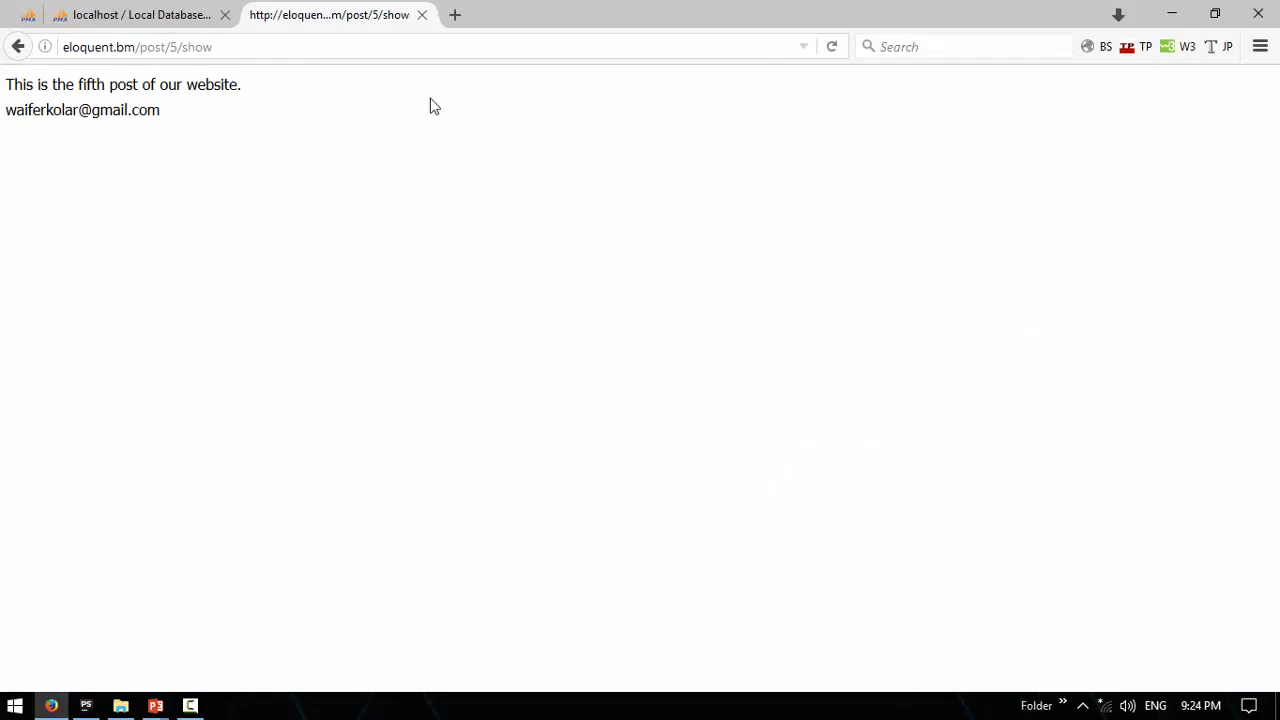 localhost / Local Database...
http://eloquen...m/post/5/show
eloquent.bm/post/5/show
Search
BS
TP
W3
JP
This is the fifth post of our website.
waiferkolar@gmail.com
Folder
ENG
9:24 PM